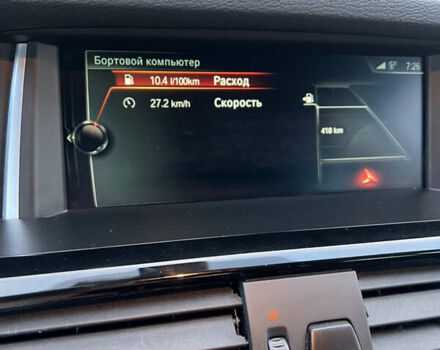 Бортовой компьютер 7:26
10.4 l/100km Расход
27.2 km/h Скорость
418 km